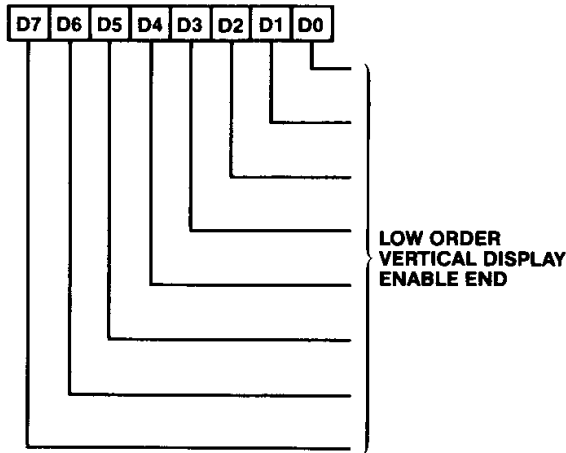 D7 D6 D5 D4 D3 D2 D1 D0
LOW ORDER
VERTICAL DISPLAY
ENABLE END